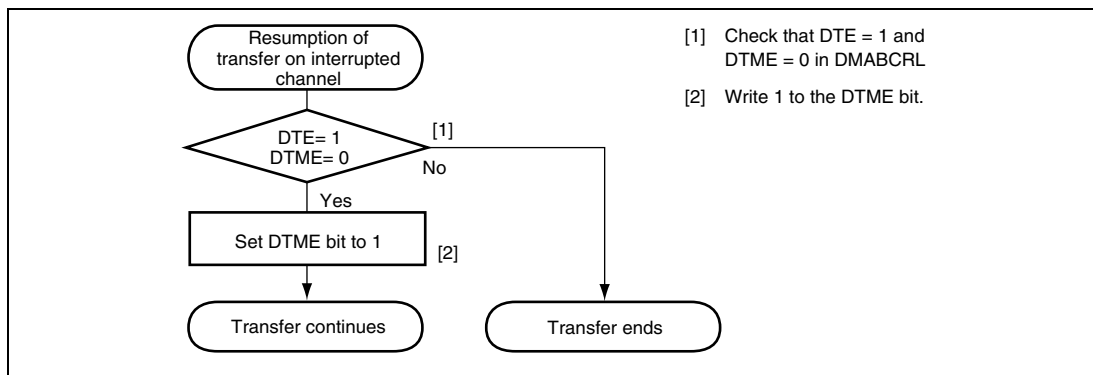 Resumption of
transfer on interrupted
channel
[1] Check that DTE = 1 and
DTME = 0 in DMABCRL
[2] Write 1 to the DTME bit.
DTE= 1
DTME= 0
[1]
No
Yes
Set DTME bit to 1
[2]
Transfer continues
Transfer ends